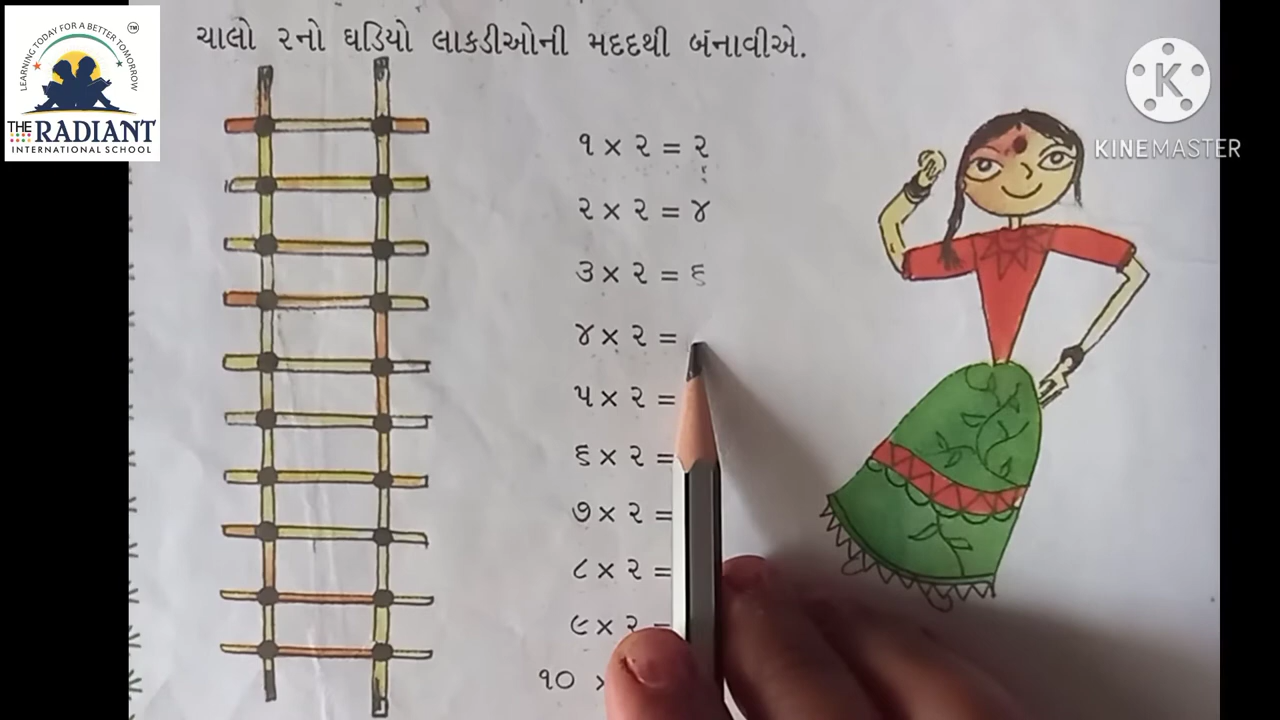 LEARNING TODAY FOR A BETTER TOMORROW
TM
THE RADIANT
INTERNATIONAL SCHOOL
ચાલો ૨નો ઘડિયો લાકડીઓની મદદથી બનાવીએ.
K
KINEMASTER
૧ × ૨ = ૨
૨ × ૨ = ૪
૩ × ૨ = ૬
૪ × ૨ =
૫ × ૨ =
૬ × ૨ =
૭ × ૨ =
૮ × ૨ =
૯ × ૨ =
૧૦ ×